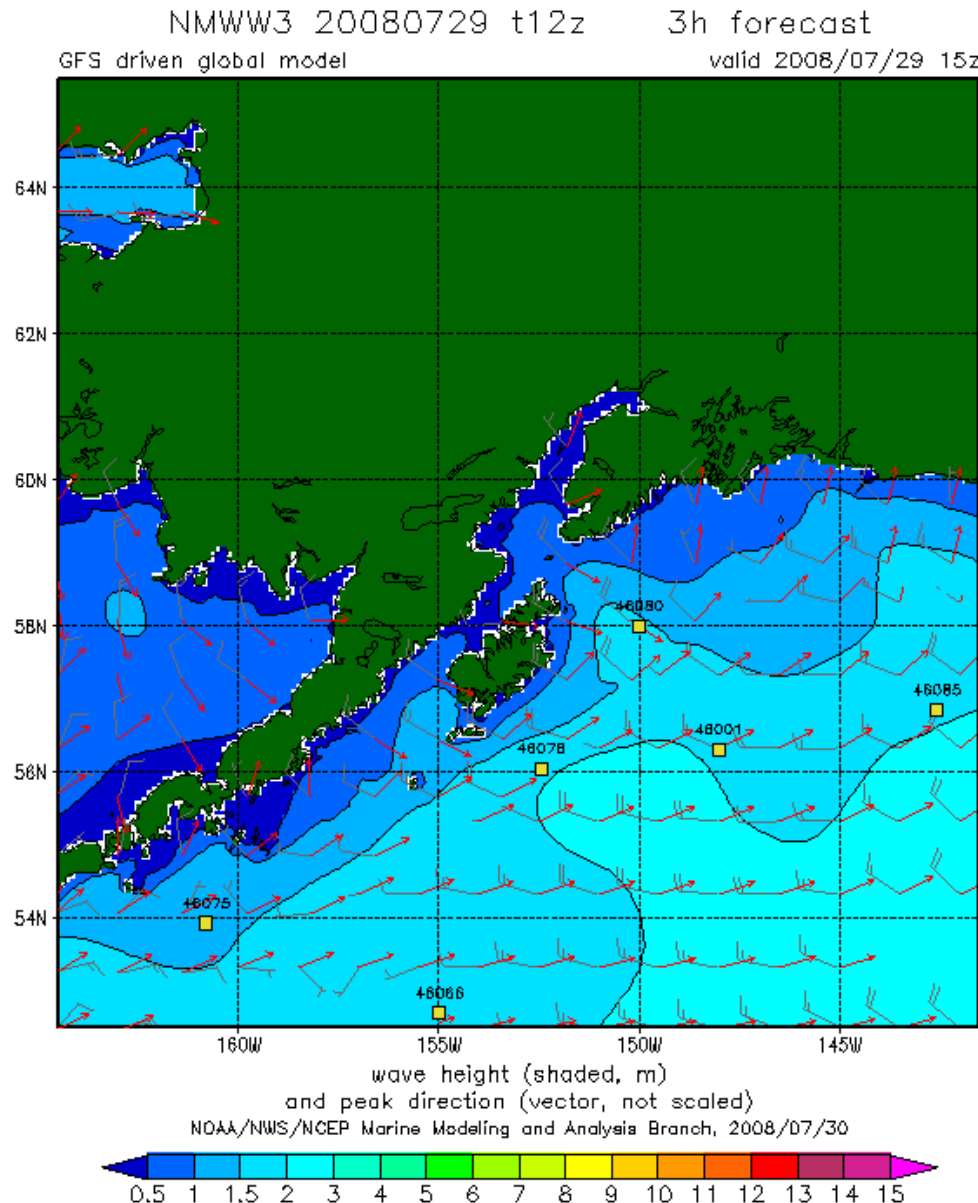 NMWW3 20080729 t12z 3h forecast
GFS driven global model valid 2008/07/29 15z
64N
62N
60N
58N
56N
54N
46080
46085
46001
46078
46075
46066
160W 155W 150W 145W
wave height (shaded, m)
and peak direction (vector, not scaled)
NOAA/NWS/NCEP Marine Modeling and Analysis Branch, 2008/07/30
0.5 1 1.5 2 3 4 5 6 7 8 9 10 11 12 13 14 15